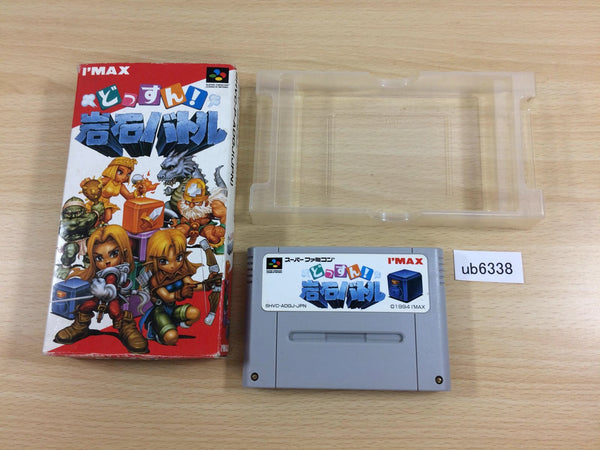 I'MAX
どっすん!
岩石バトル
ub6338
スーパーファミコン
I'MAX
どっすん!
岩石バトル
SHVC-ADGJ-JPN
©1994 I'MAX